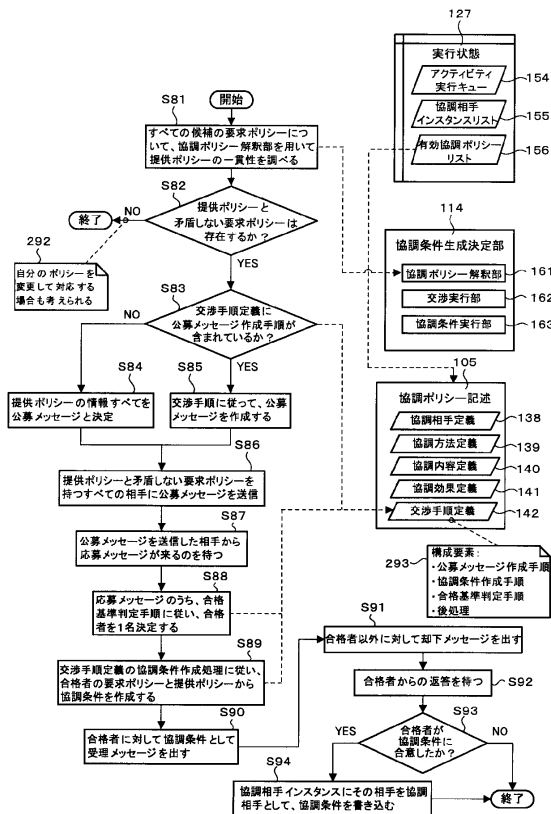 127
実行状態
アクティビティ
実行キュー
154
協調相手
インスタンスリスト
155
有効協調ポリシー
リスト
156
開始
S81
すべての候補の要求ポリシーについ
て、協調ポリシー解釈部を用いて
提供ポリシーの一貫性を調べる
S82
提供ポリシーと
矛盾しない要求ポリシーは
存在するか?
NO
終了
YES
292
自分のポリシーを
変更して対応する
場合も考えられる
114
協調条件生成決定部
協調ポリシー解釈部
161
交渉実行部
162
協調条件実行部
163
S83
交渉手順定義に
公募メッセージ作成手順が
含まれているか?
NO
YES
S84
提供ポリシーの情報すべてを
公募メッセージと決定
S85
交渉手順に従って、公募
メッセージを作成する
105
協調ポリシー記述
協調相手定義
138
協調方法定義
139
協調内容定義
140
協調効果定義
141
交渉手順定義
142
S86
提供ポリシーと矛盾しない要求ポリシーを
持つすべての相手に公募メッセージを送信
S87
公募メッセージを送信した相手から
応募メッセージが来るのを待つ
293
構成要素:
・公募メッセージ作成手順
・協調条件作成手順
・合格基準判定手順
・後処理
S88
応募メッセージのうち、合格
基準判定手順に従い、合格
者を1名決定する
S89
交渉手順定義の協調条件作成処理に従い、
合格者の要求ポリシーと提供ポリシーから
協調条件を作成する
S90
合格者に対して協調条件として
受理メッセージを出す
S91
合格者以外に対して却下メッセージを出す
S92
合格者からの返答を待つ
S93
合格者が
協調条件に
合意したか?
YES
NO
S94
協調相手インスタンスにその相手を協調
相手として、協調条件を書き込む
終了